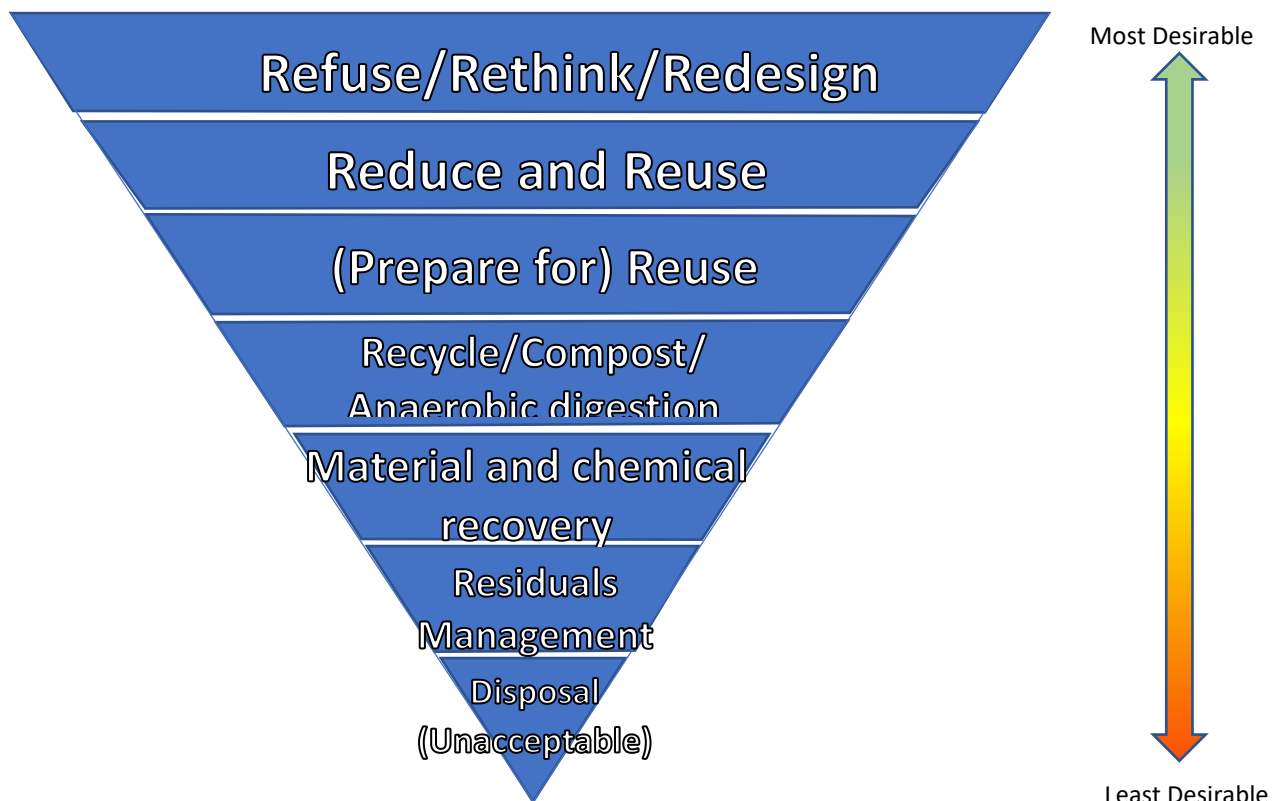 Most Desirable
Refuse/Rethink/Redesign
Reduce and Reuse
(Prepare for) Reuse
Recycle/Compost/
Anaerobic digestion
Material and chemical
recovery
Residuals
Management
Disposal
(Unacceptable)
Least Desirable